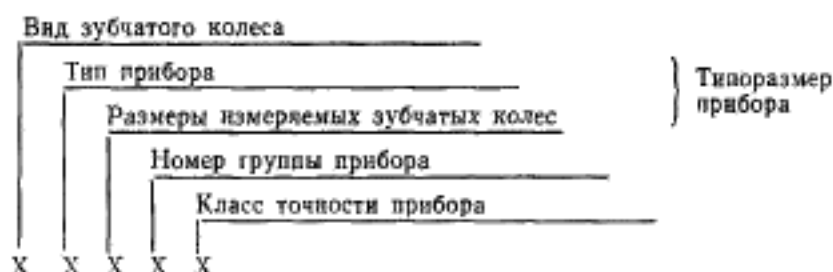 Вид зубчатого колеса
Тип прибора
Типоразмер
прибора
Размеры измеряемых зубчатых колес
Номер группы прибора
Класс точности прибора
X X X X X